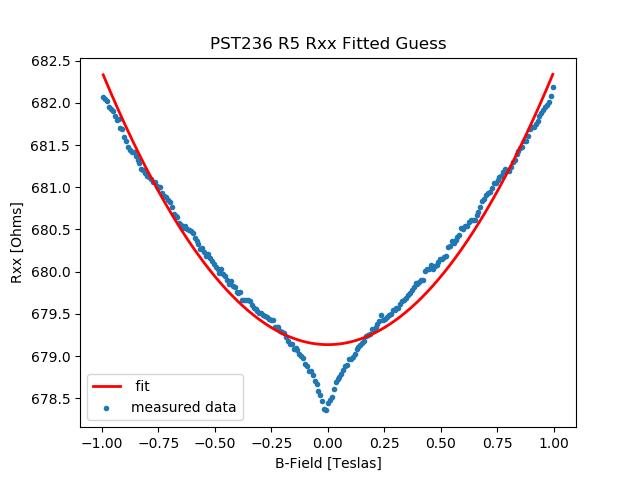 PST236 R5 Rxx Fitted Guess
Rxx [Ohms]
682.5
682.0
681.5
681.0
680.5
680.0
679.5
679.0
678.5
fit
measured data
−1.00 −0.75 −0.50 −0.25 0.00 0.25 0.50 0.75 1.00
B-Field [Teslas]